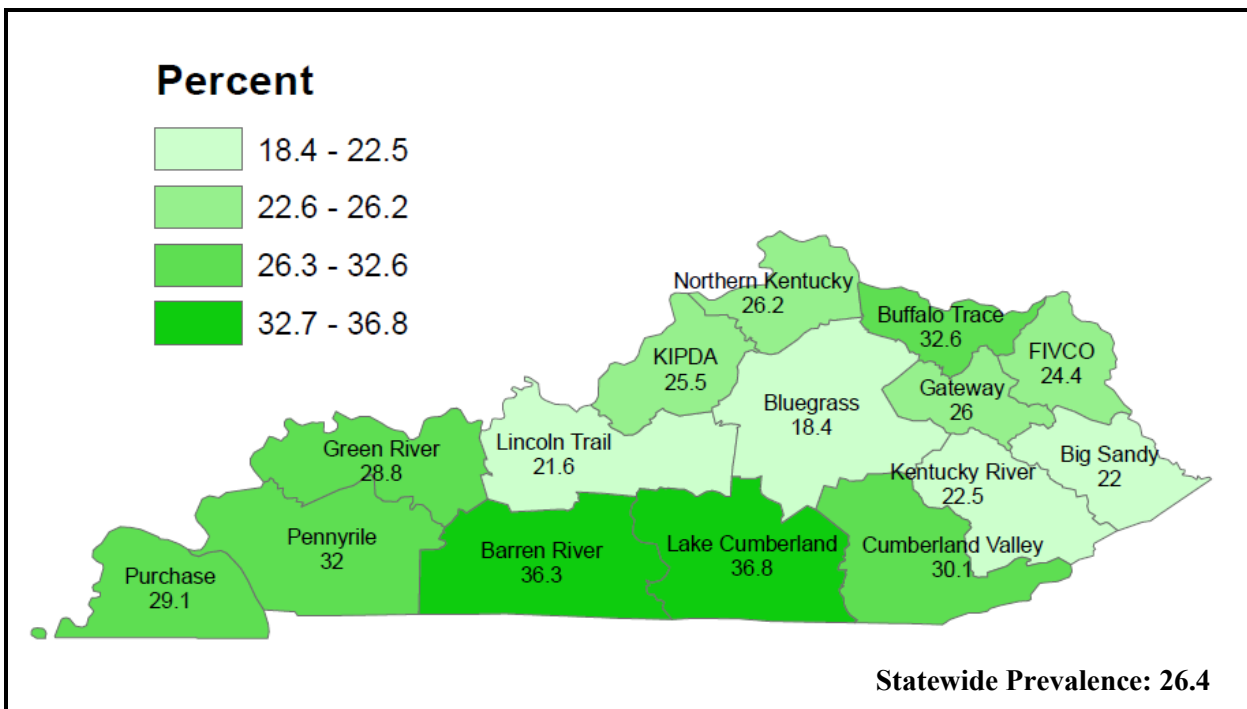 Percent
18.4 - 22.5
22.6 - 26.2
26.3 - 32.6
32.7 - 36.8
Northern Kentucky
26.2
Buffalo Trace
32.6
FIVCO
24.4
KIPDA
25.5
Gateway
26
Bluegrass
18.4
Lincoln Trail
21.6
Green River
28.8
Big Sandy
22
Kentucky River
22.5
Pennyrile
32
Barren River
36.3
Lake Cumberland
36.8
Cumberland Valley
30.1
Purchase
29.1
Statewide Prevalence: 26.4